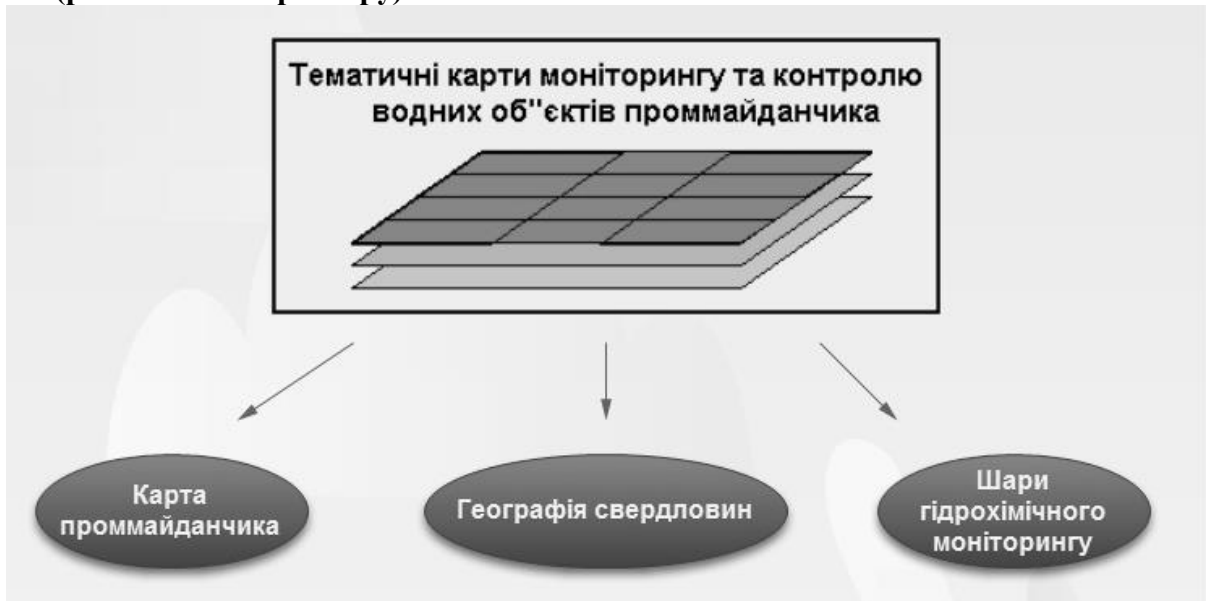 Тематичні карти моніторингу та контролю
водних об"єктів проммайданчика
Карта
проммайданчика
Географія свердловин
Шари
гідрохімічного
моніторингу